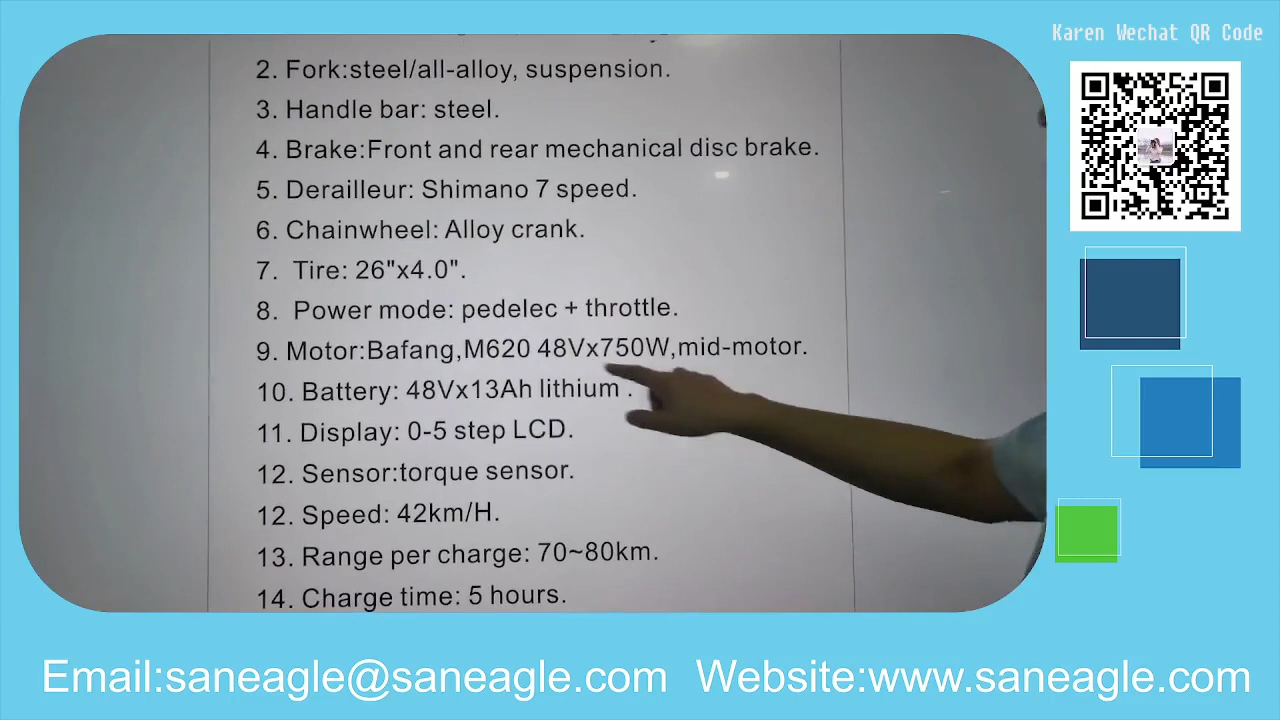 Karen Wechat QR Code
2. Fork:steel/all-alloy, suspension.
3. Handle bar: steel.
4. Brake:Front and rear mechanical disc brake.
5. Derailleur: Shimano 7 speed.
6. Chainwheel: Alloy crank.
7. Tire: 26"x4.0".
8. Power mode: pedelec + throttle.
9. Motor:Bafang,M620 48Vx750W,mid-motor.
10. Battery: 48Vx13Ah lithium .
11. Display: 0-5 step LCD.
12. Sensor:torque sensor.
12. Speed: 42km/H.
13. Range per charge: 70~80km.
14. Charge time: 5 hours.
Email:saneagle@saneagle.com Website:www.saneagle.com